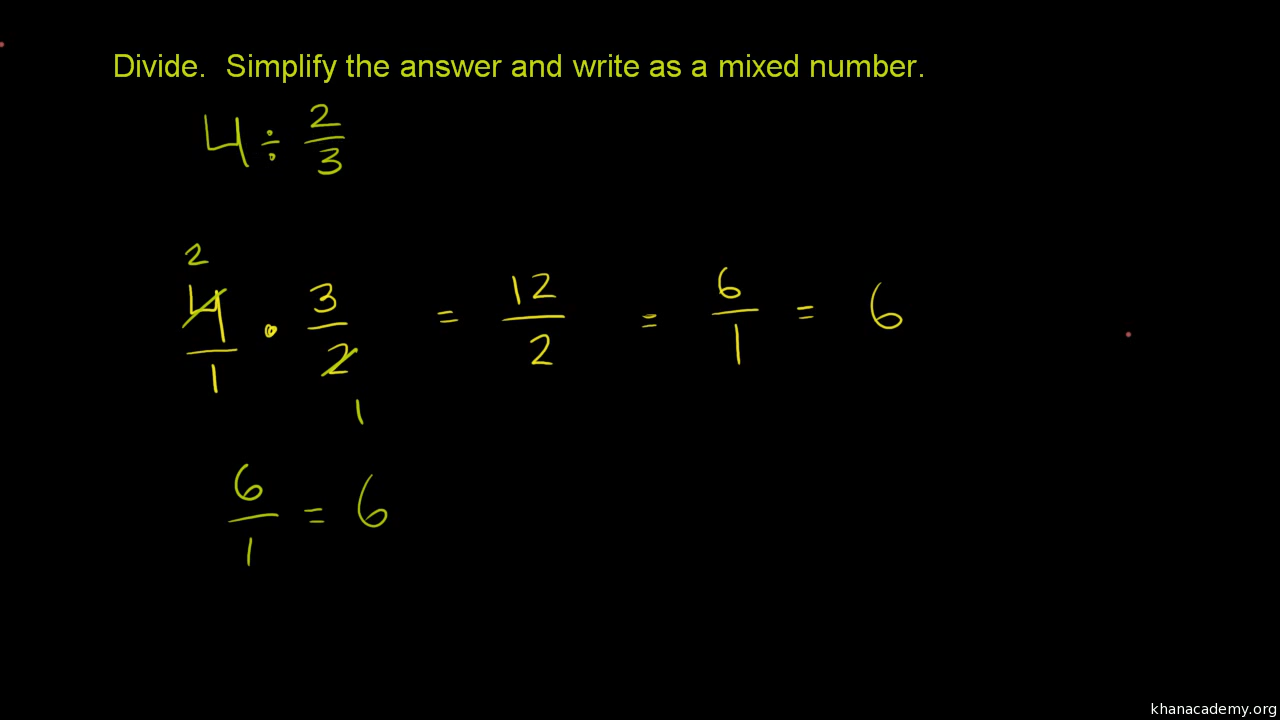 Divide.  Simplify the answer and write as a mixed number.
4 ÷ 2/3
2
4/1 · 3/2 = 12/2 = 6/1 = 6
1
6/1 = 6
khanacademy.org